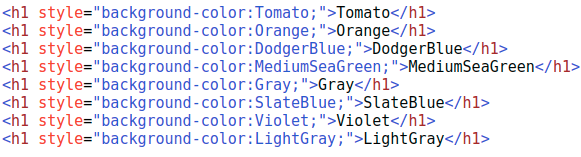 <h1 style="background-color:Tomato;">Tomato</h1>
<h1 style="background-color:Orange;">Orange</h1>
<h1 style="background-color:DodgerBlue;">DodgerBlue</h1>
<h1 style="background-color:MediumSeaGreen;">MediumSeaGreen</h1>
<h1 style="background-color:Gray;">Gray</h1>
<h1 style="background-color:SlateBlue;">SlateBlue</h1>
<h1 style="background-color:Violet;">Violet</h1>
<h1 style="background-color:LightGray;">LightGray</h1>